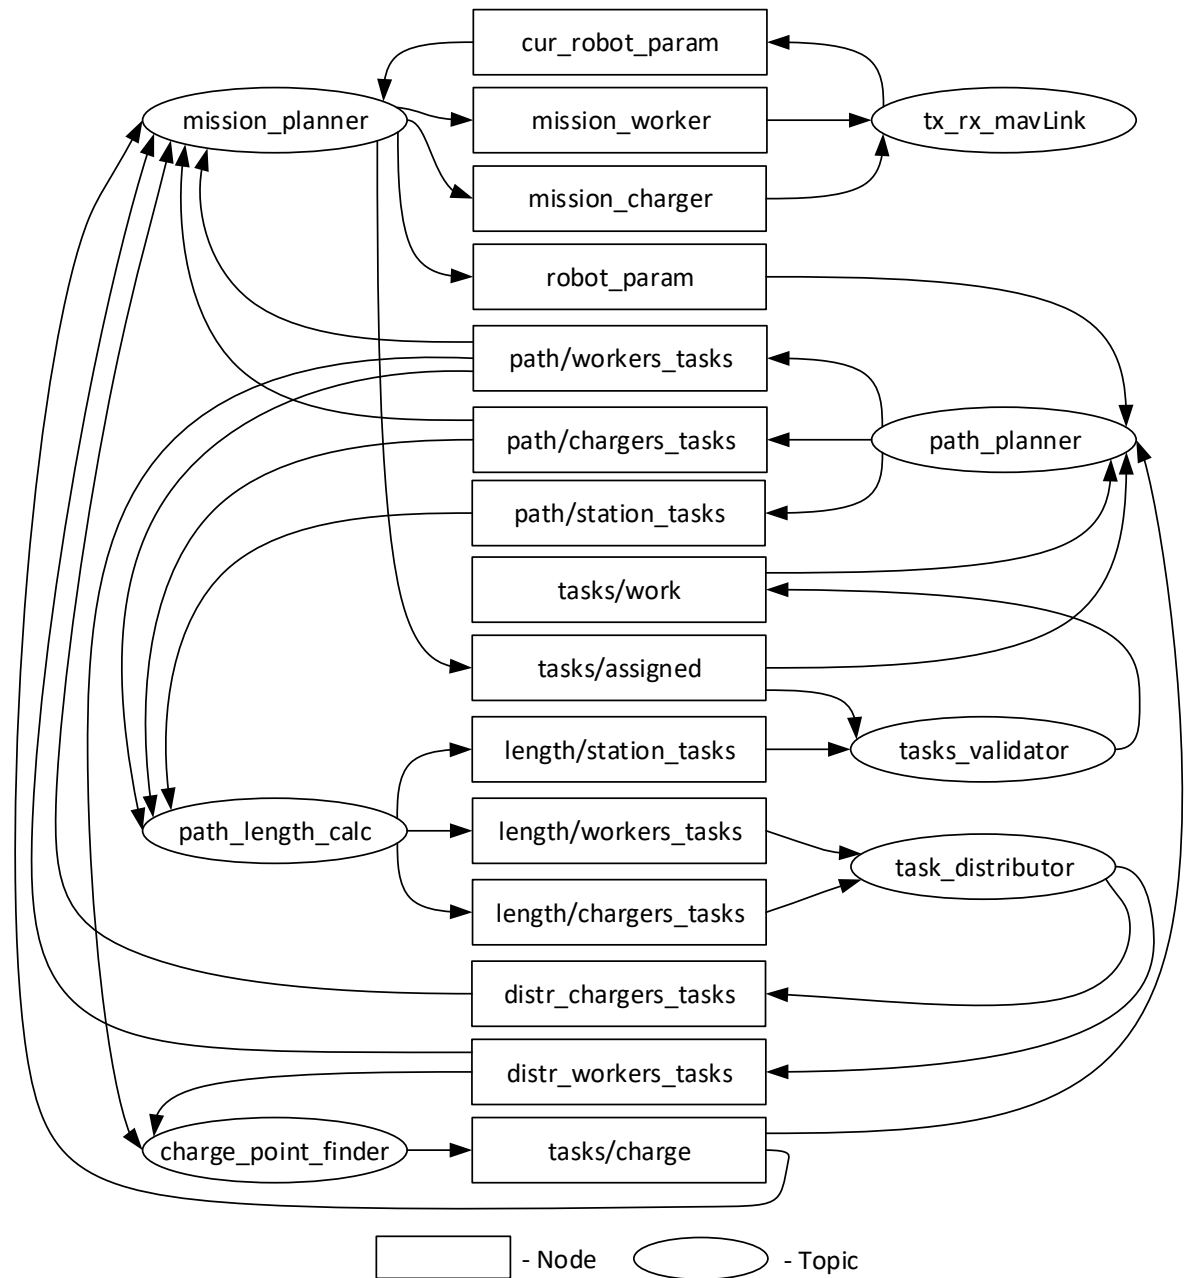 cur_robot_param
mission_planner
mission_worker
tx_rx_mavLink
mission_charger
robot_param
path/workers_tasks
path/chargers_tasks
path_planner
path/station_tasks
tasks/work
tasks/assigned
length/station_tasks
tasks_validator
path_length_calc
length/workers_tasks
task_distributor
length/chargers_tasks
distr_chargers_tasks
distr_workers_tasks
charge_point_finder
tasks/charge
- Node
- Topic